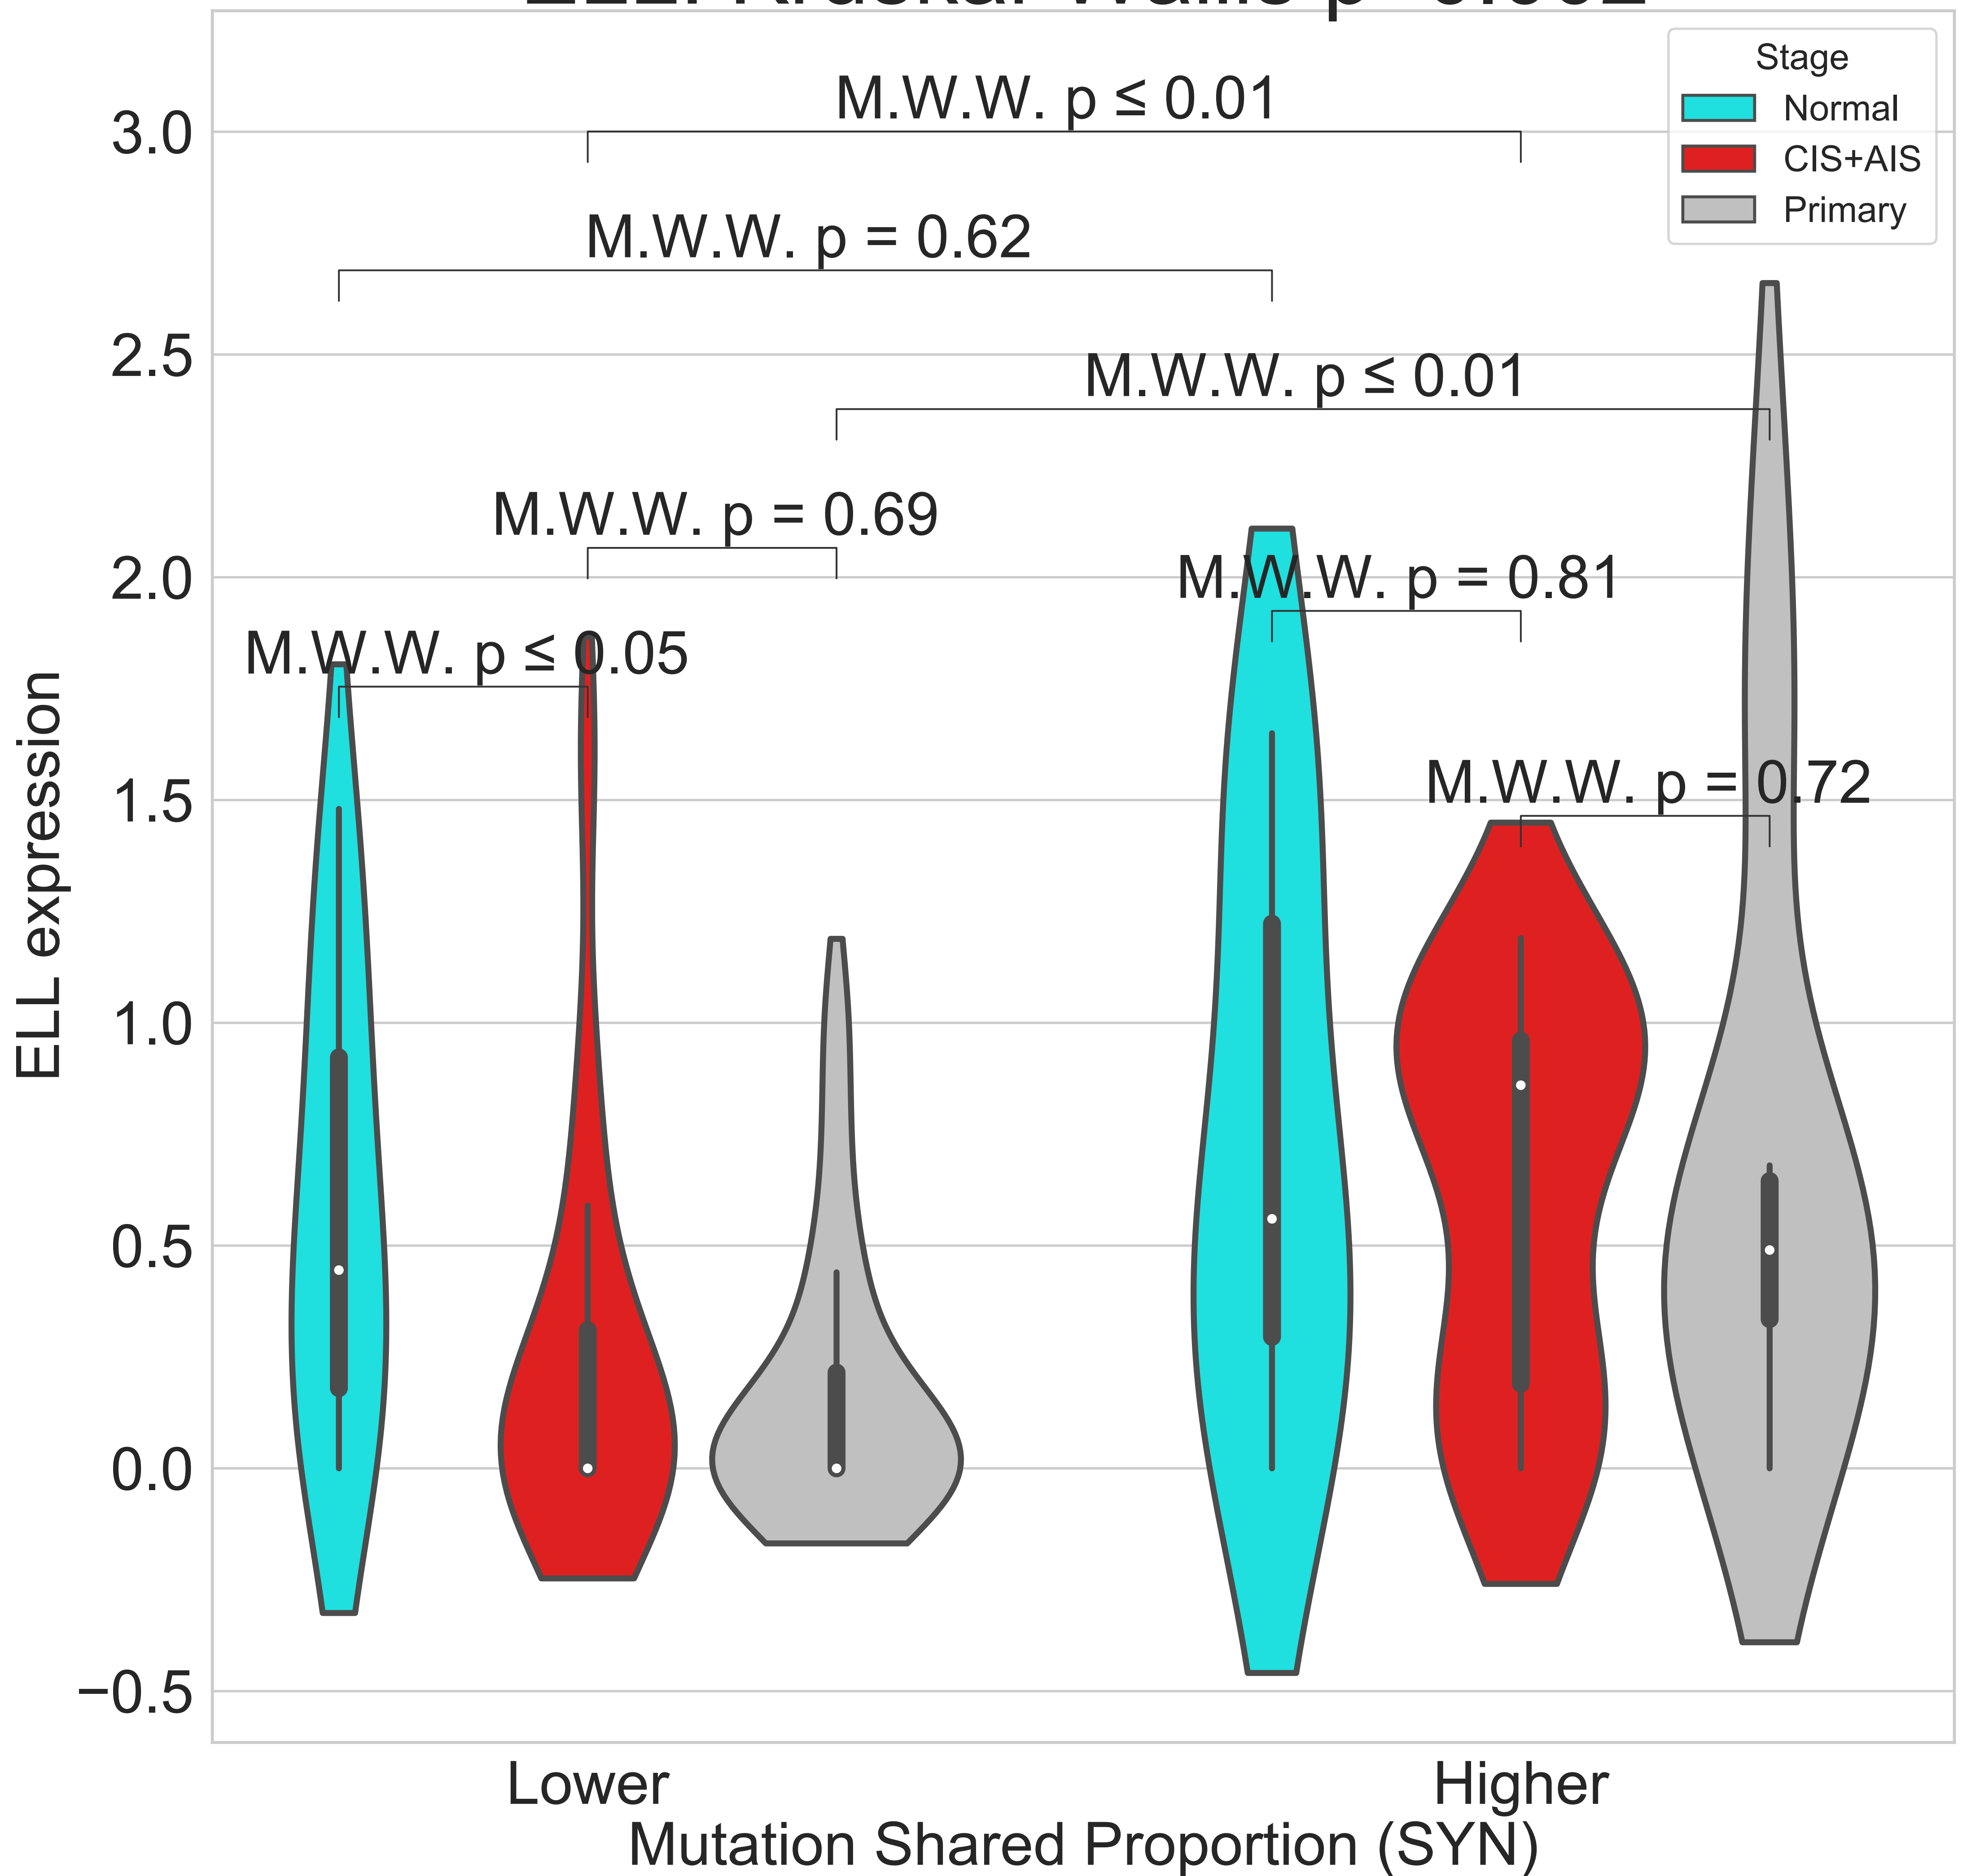 Stage
Normal
CIS+AIS
Primary
M.W.W. p ≤ 0.01
3.0
M.W.W. p = 0.62
2.5
M.W.W. p ≤ 0.01
M.W.W. p = 0.69
2.0
M.W.W. p = 0.81
M.W.W. p ≤ 0.05
1.5
M.W.W. p = 0.72
ELL expression
1.0
0.5
0.0
−0.5
Lower
Higher
Mutation Shared Proportion (SYN)